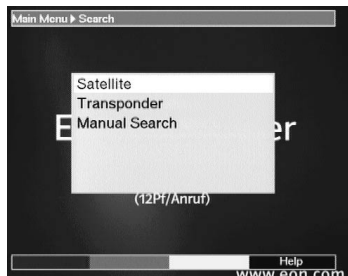 Main Menu ▶ Search
Satellite
Transponder
Manual Search
(12Pf/Anruf)
Help
www.eon.com